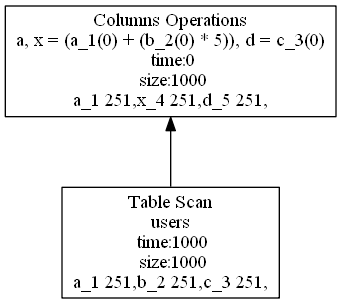 Columns Operations
a, x = (a_1(0) + (b_2(0) * 5)), d = c_3(0)
time:0
size:1000
a_1 251,x_4 251,d_5 251,
Table Scan
users
time:1000
size:1000
a_1 251,b_2 251,c_3 251,